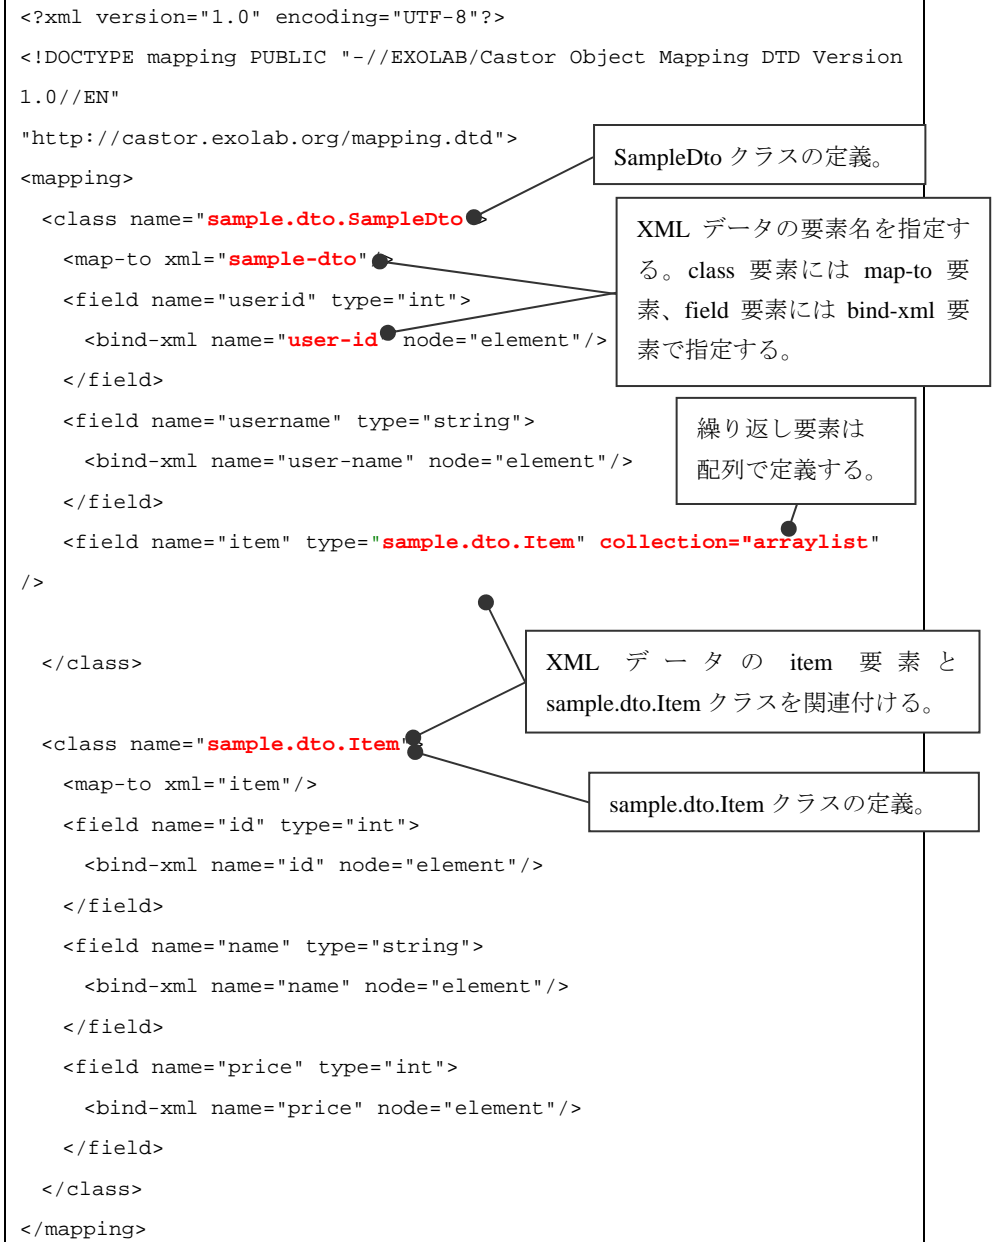 <?xml version="1.0" encoding="UTF-8"?>
<!DOCTYPE mapping PUBLIC "-//EXOLAB/Castor Object Mapping DTD Version
1.0//EN"
"http://castor.exolab.org/mapping.dtd">
SampleDto クラスの定義。
<mapping>
<class name="sample.dto.SampleDto">
XML データの要素名を指定す
る。class 要素には map-to 要
素、field 要素には bind-xml 要
素で指定する。
<map-to xml="sample-dto"/>
<field name="userid" type="int">
<bind-xml name="user-id" node="element"/>
</field>
<field name="username" type="string">
繰り返し要素は
配列で定義する。
<bind-xml name="user-name" node="element"/>
</field>
<field name="item" type="sample.dto.Item" collection="arraylist"
/>
</class>
XML データの item 要素と
sample.dto.Item クラスを関連付ける。
<class name="sample.dto.Item">
<map-to xml="item"/>
sample.dto.Item クラスの定義。
<field name="id" type="int">
<bind-xml name="id" node="element"/>
</field>
<field name="name" type="string">
<bind-xml name="name" node="element"/>
</field>
<field name="price" type="int">
<bind-xml name="price" node="element"/>
</field>
</class>
</mapping>